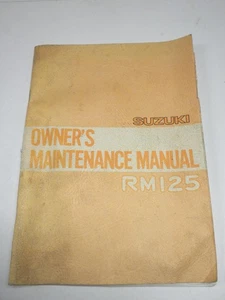 SUZUKI
OWNER'S
MAINTENANCE MANUAL
RM125